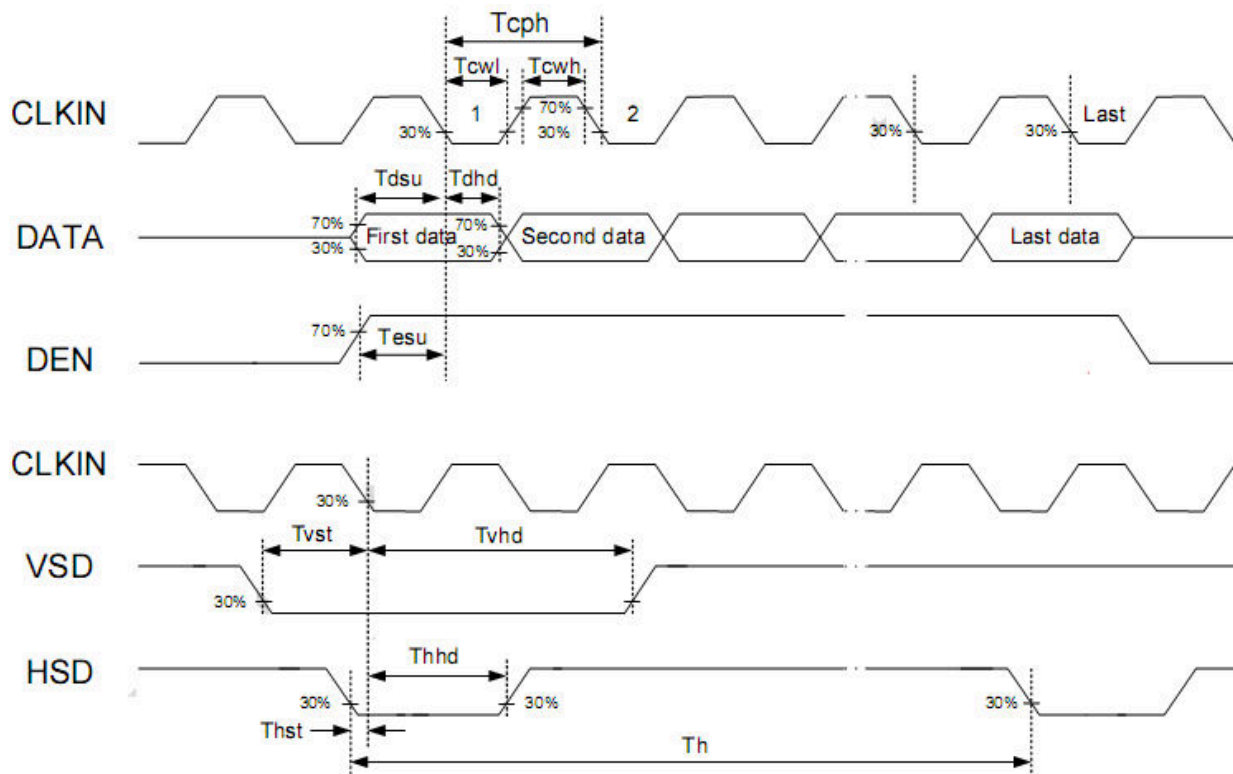 Tcph
Tcwl Tcwh
CLKIN 30% 1 70% 30% 2 30% 30% Last
Tdsu Tdhd
DATA 70% 30% First data 70% 30% Second data Last data
DEN 70% Tesu
CLKIN 30%
Tvst Tvhd
VSD 30%
Thhd
HSD 30% 30% 30%
Thst
Th